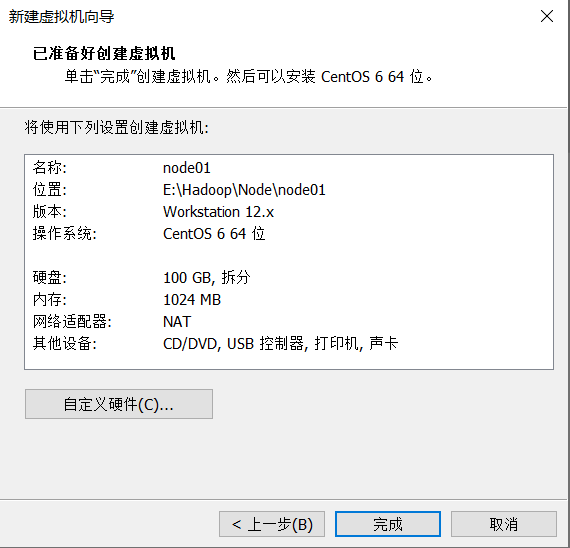 新建虚拟机向导
已准备好创建虚拟机
单击“完成”创建虚拟机。然后可以安装 CentOS 6 64 位。
将使用下列设置创建虚拟机:
名称: node01
位置: E:\Hadoop\Node\node01
版本: Workstation 12.x
操作系统: CentOS 6 64 位
硬盘: 100 GB, 拆分
内存: 1024 MB
网络适配器: NAT
其他设备: CD/DVD, USB 控制器, 打印机, 声卡
自定义硬件(C)...
< 上一步(B) 完成 取消